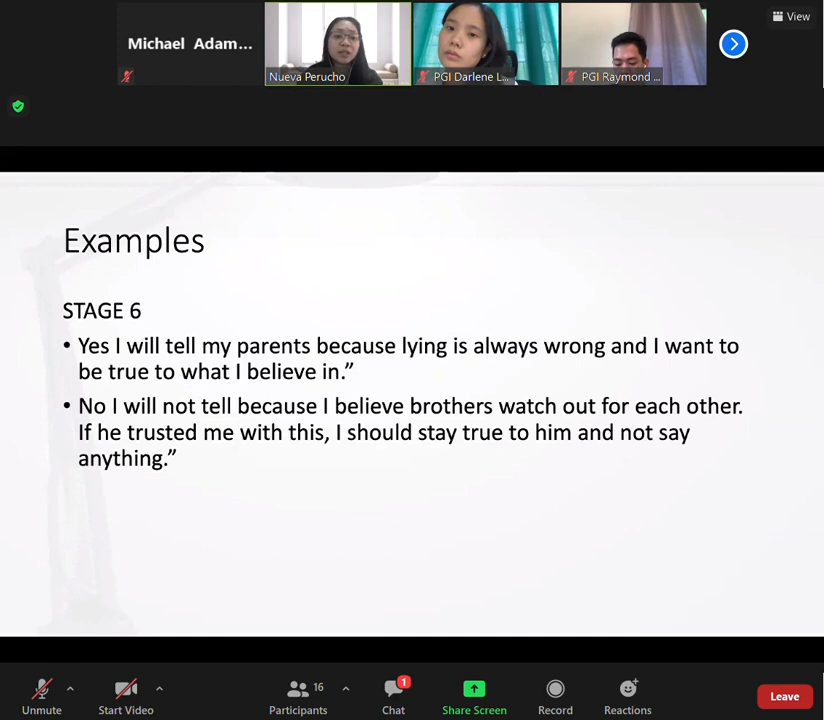 Michael Adam...
Nueva Perucho
PGI Darlene L...
PGI Raymond ...
View
Examples
STAGE 6
• Yes I will tell my parents because lying is always wrong and I want to
be true to what I believe in.”
• No I will not tell because I believe brothers watch out for each other.
If he trusted me with this, I should stay true to him and not say
anything.”
16
1
Unmute
Start Video
Participants
Chat
Share Screen
Record
Reactions
Leave